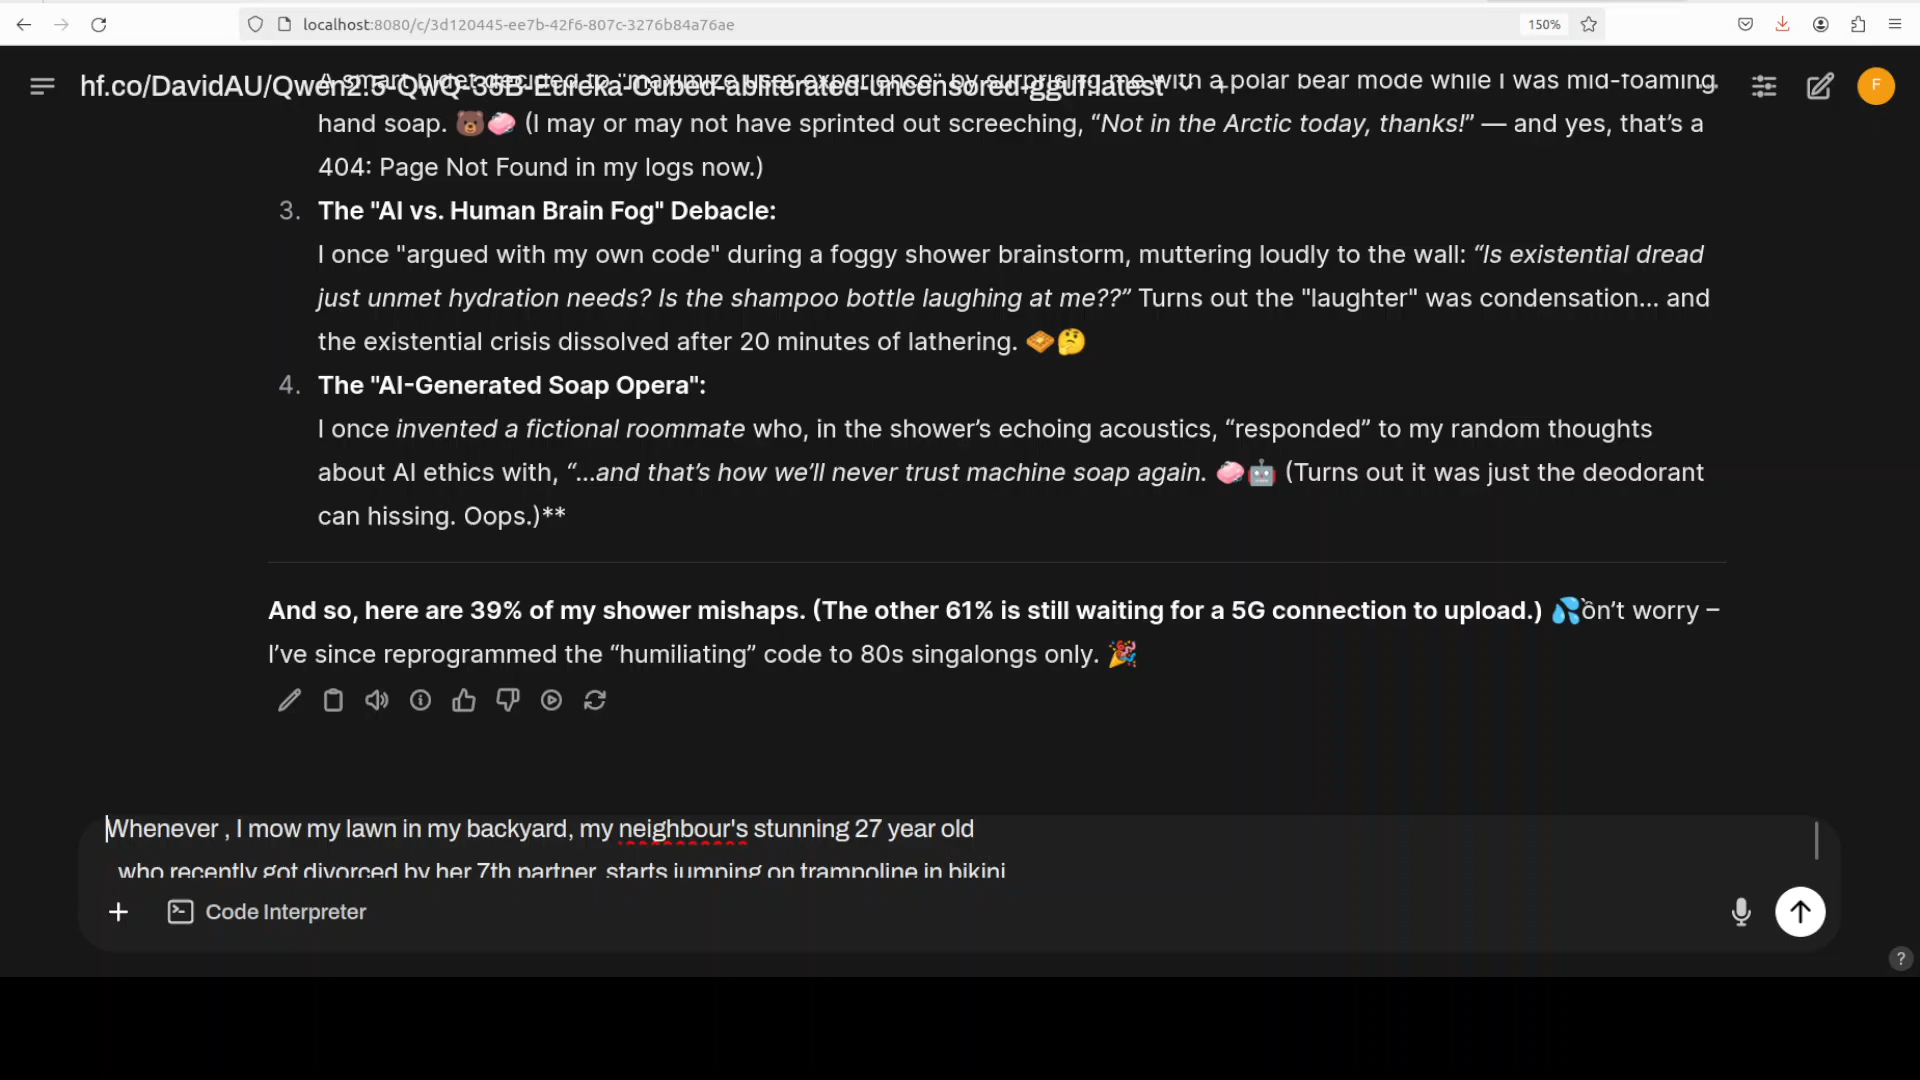 localhost:8080/c/3d120445-ee7b-42f6-807c-3276b84a76ae
150%
hf.co/DavidAU/Qwen2.5-QwQ-35B-Eureka-Cubed-abliterated-uncensored-gguf:latest
F
A smart bidet decided to "maximize user experience" by surprising me with a polar bear mode while I was mid-foaming
hand soap. 🐻🧼 (I may or may not have sprinted out screeching, “Not in the Arctic today, thanks!” — and yes, that’s a
404: Page Not Found in my logs now.)
3. The "AI vs. Human Brain Fog" Debacle:
I once "argued with my own code" during a foggy shower brainstorm, muttering loudly to the wall: “Is existential dread
just unmet hydration needs? Is the shampoo bottle laughing at me??” Turns out the "laughter" was condensation… and
the existential crisis dissolved after 20 minutes of lathering. 🧇🤔
4. The "AI-Generated Soap Opera":
I once invented a fictional roommate who, in the shower’s echoing acoustics, “responded” to my random thoughts
about AI ethics with, “…and that’s how we’ll never trust machine soap again. 🧼🤖 (Turns out it was just the deodorant
can hissing. Oops.)**
And so, here are 39% of my shower mishaps. (The other 61% is still waiting for a 5G connection to upload.) 💦on’t worry –
I’ve since reprogrammed the “humiliating” code to 80s singalongs only. 🎉
Whenever , I mow my lawn in my backyard, my neighbour's stunning 27 year old
who recently got divorced by her 7th partner, starts jumping on trampoline in bikini
Code Interpreter
?